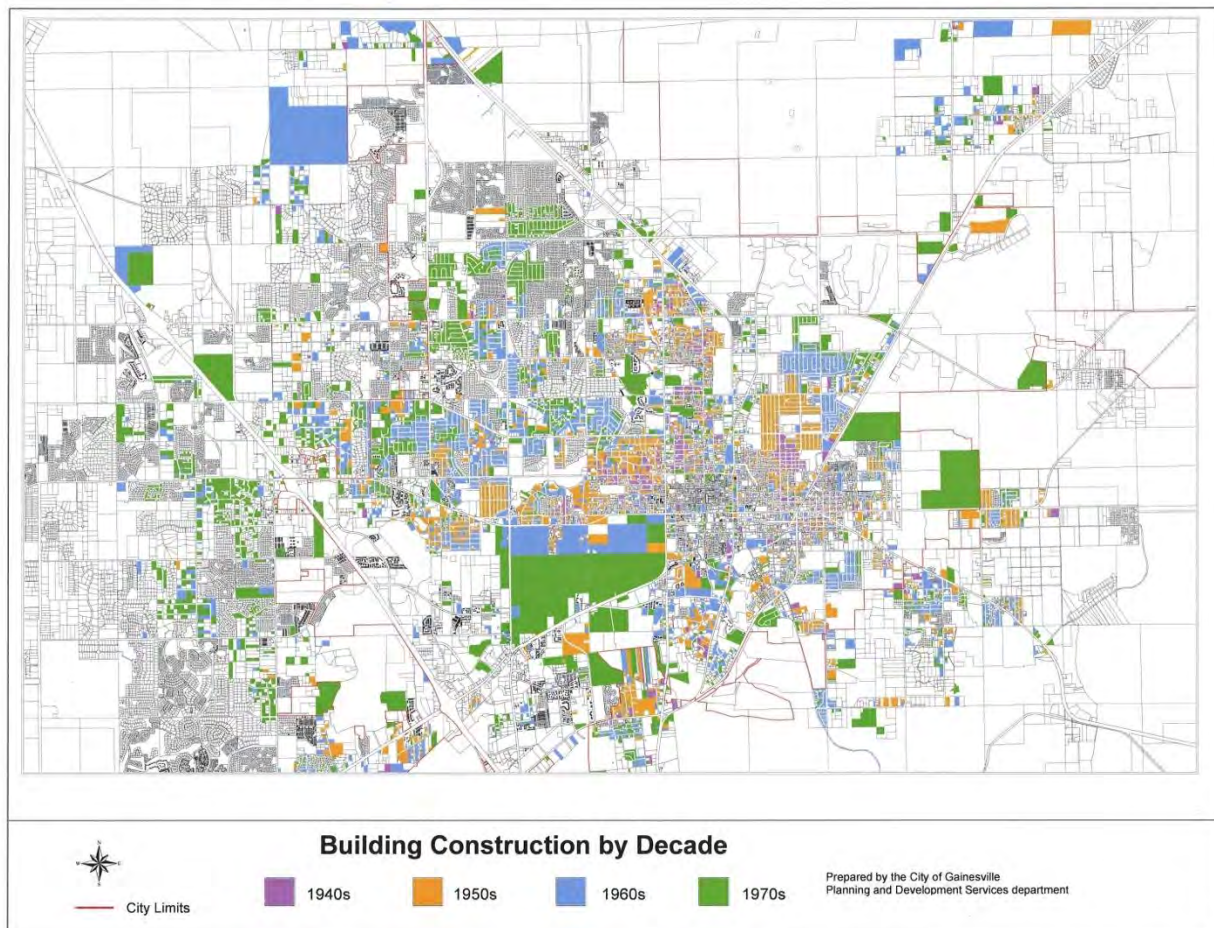 Building Construction by Decade
N
W
E
S
City Limits
1940s
1950s
1960s
1970s
Prepared by the City of Gainesville
Planning and Development Services department